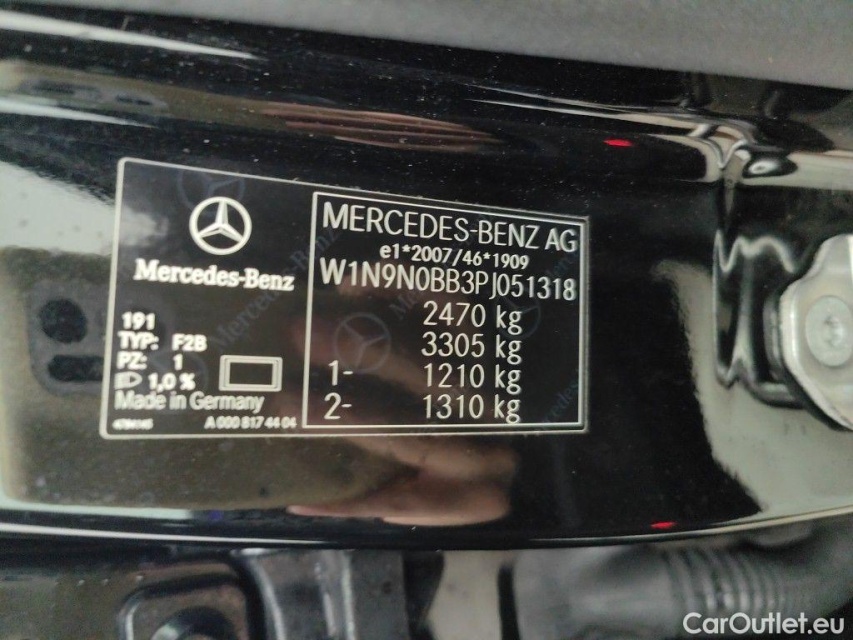 Mercedes-Benz
191
TYP: F2B
PZ: 1
1,0 %
Made in Germany
A 000 817 44 04
MERCEDES-BENZ AG
e1*2007/46*1909
W1N9N0BB3PJ051318
2470 kg
3305 kg
1- 1210 kg
2- 1310 kg
CarOutlet.eu